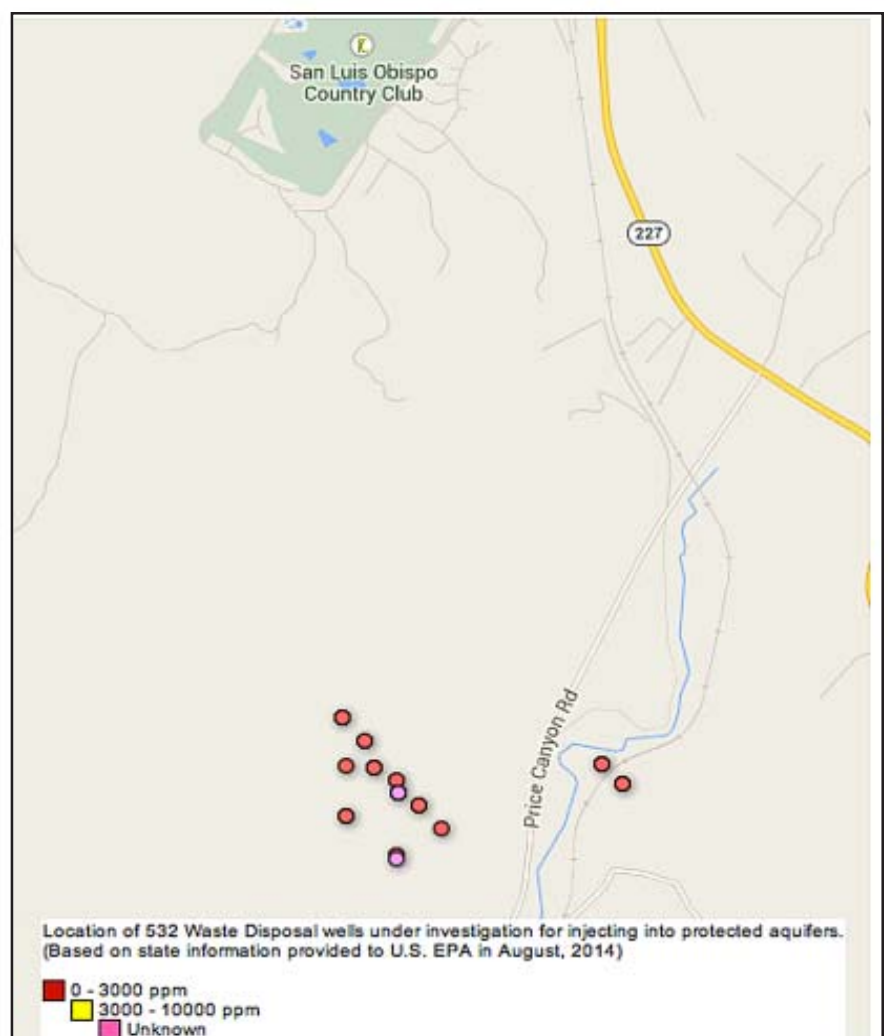 San Luis Obispo
Country Club
227
Price Canyon Rd
Location of 532 Waste Disposal wells under investigation for injecting into protected aquifers.
(Based on state information provided to U.S. EPA in August, 2014)
0 - 3000 ppm
3000 - 10000 ppm
Unknown